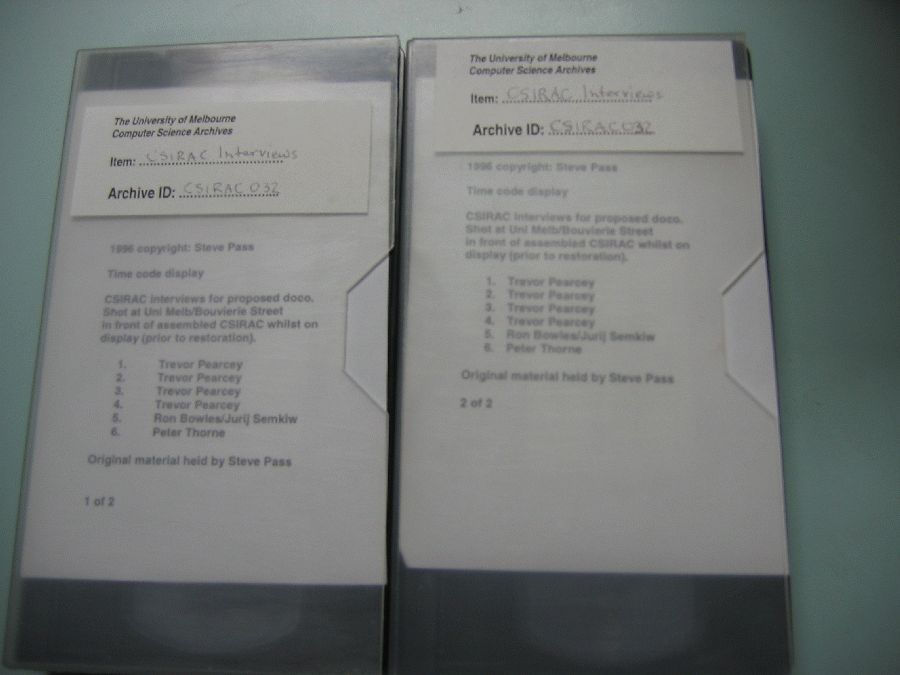 The University of Melbourne
Computer Science Archives
Item: CSIRAC Interviews
Archive ID: CSIRAC032
1996 copyright: Steve Pass
Time code display
CSIRAC interviews for proposed doco.
Shot at Uni Melb/Bouvierie Street
in front of assembled CSIRAC whilst on
display (prior to restoration).
1. Trevor Pearcey
2. Trevor Pearcey
3. Trevor Pearcey
4. Trevor Pearcey
5. Ron Bowles/Jurij Semkiw
6. Peter Thorne
Original material held by Steve Pass
1 of 2
The University of Melbourne
Computer Science Archives
Item: CSIRAC Interviews
Archive ID: CSIRAC032
1996 copyright: Steve Pass
Time code display
CSIRAC interviews for proposed doco.
Shot at Uni Melb/Bouvierie Street
in front of assembled CSIRAC whilst on
display (prior to restoration).
1. Trevor Pearcey
2. Trevor Pearcey
3. Trevor Pearcey
4. Trevor Pearcey
5. Ron Bowles/Jurij Semkiw
6. Peter Thorne
Original material held by Steve Pass
2 of 2